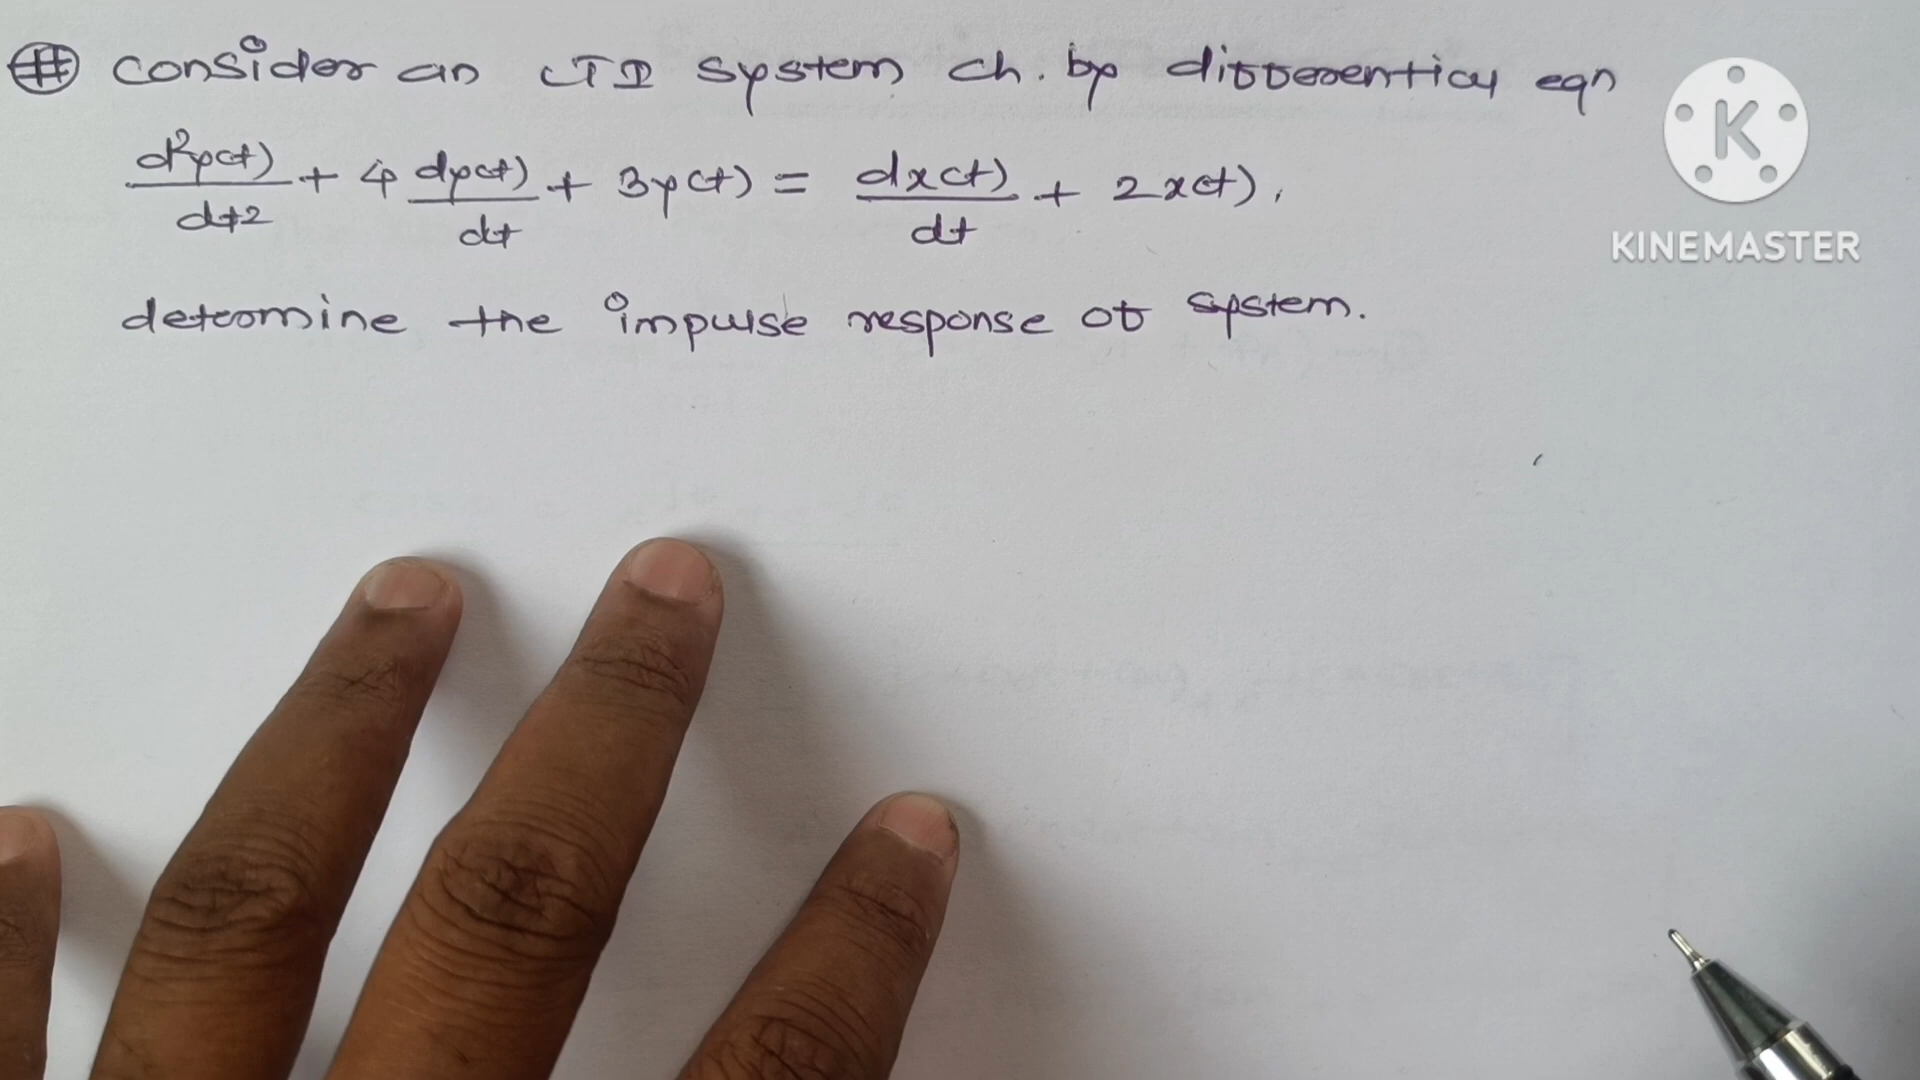 # consider an LTI system ch. by differential eqn
d²y(t)/dt2 + 4 dy(t)/dt + 3y(t) = dx(t)/dt + 2x(t),
determine the impulse response of system.
K
KINEMASTER